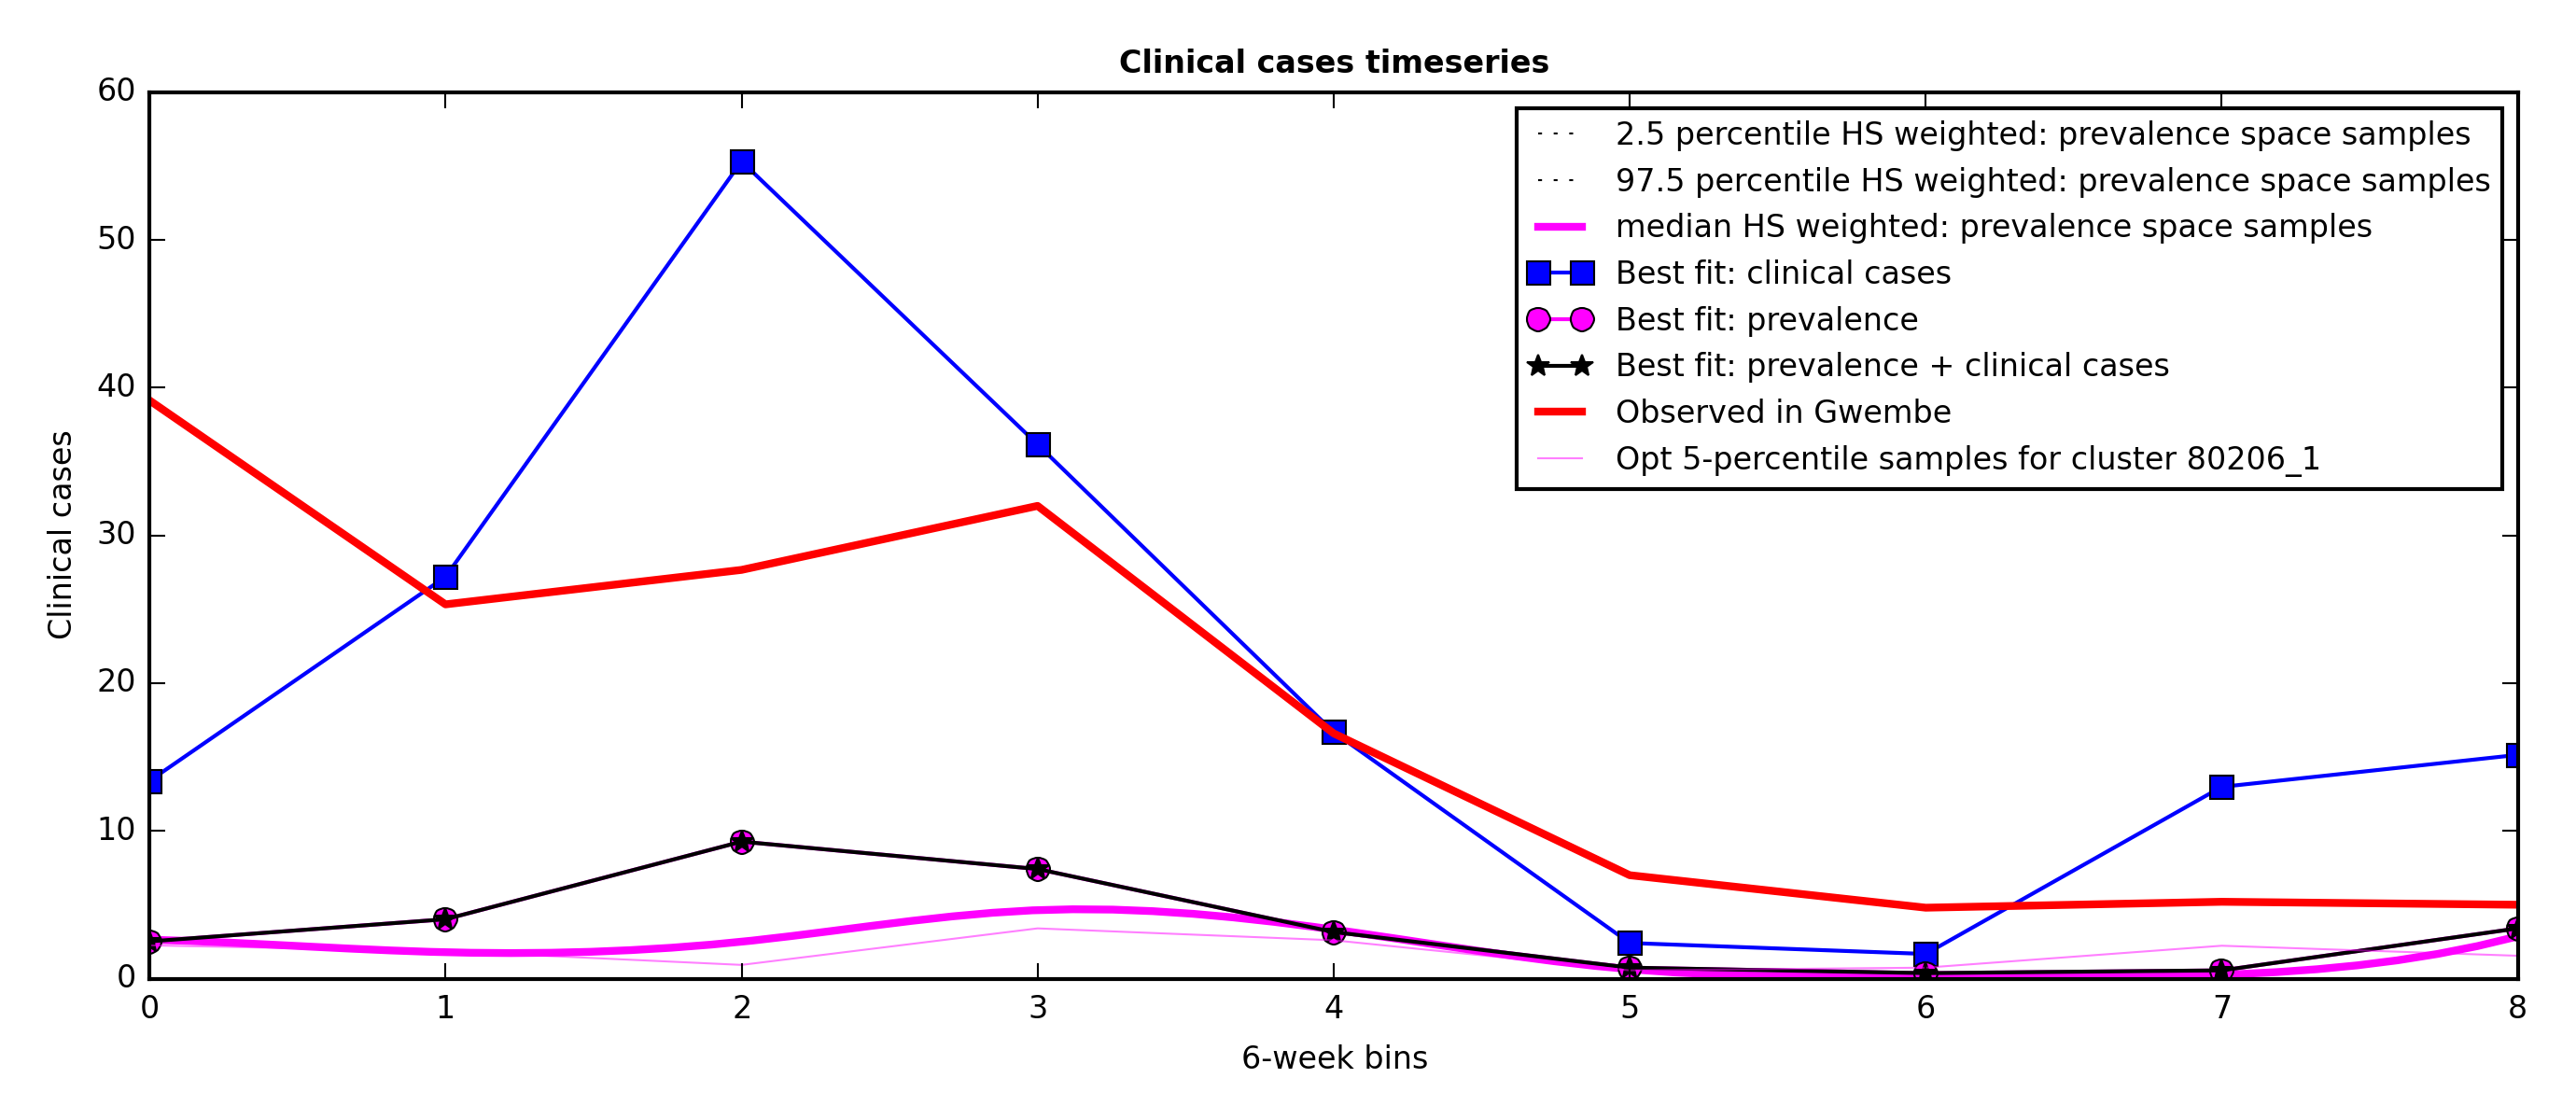 Clinical cases timeseries
60
50
40
30
20
10
0
Clinical cases
2.5 percentile HS weighted: prevalence space samples
97.5 percentile HS weighted: prevalence space samples
median HS weighted: prevalence space samples
Best fit: clinical cases
Best fit: prevalence
Best fit: prevalence + clinical cases
Observed in Gwembe
Opt 5-percentile samples for cluster 80206_1
0 1 2 3 4 5 6 7 8
6-week bins